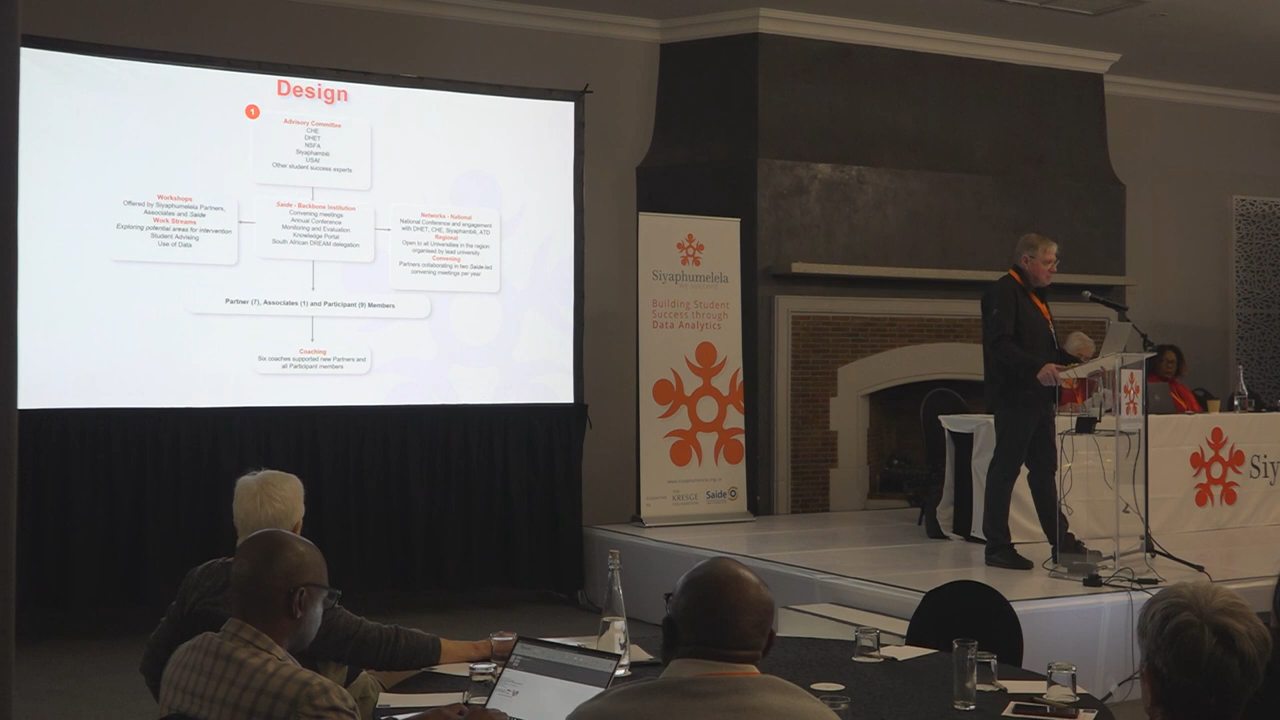 Design
1
Advisory Committee
CHE
DHET
NSFA
Siyaphambili
USAf
Other student success experts
Workshops
Offered by Siyaphumelela Partners,
Associates and Saide
Work Streams
Exploring potential areas for intervention
Student Advising
Use of Data
Saide - Backbone Institution
Convening meetings
Annual Conference
Monitoring and Evaluation
Knowledge Portal
South African DREAM delegation
Networks - National
National Conference and engagement
with DHET, CHE, Siyaphambili, ATD
Regional
Open to all Universities in the region
organised by lead university
Convening
Partners collaborating in two Saide-led
convening meetings per year
Partner (7), Associates (1) and Participant (9) Members
Coaching
Six coaches supported new Partners and
all Participant members
Siyaphumelela
Building Student
Success through
Data Analytics
KRESGE
Saide
Siy